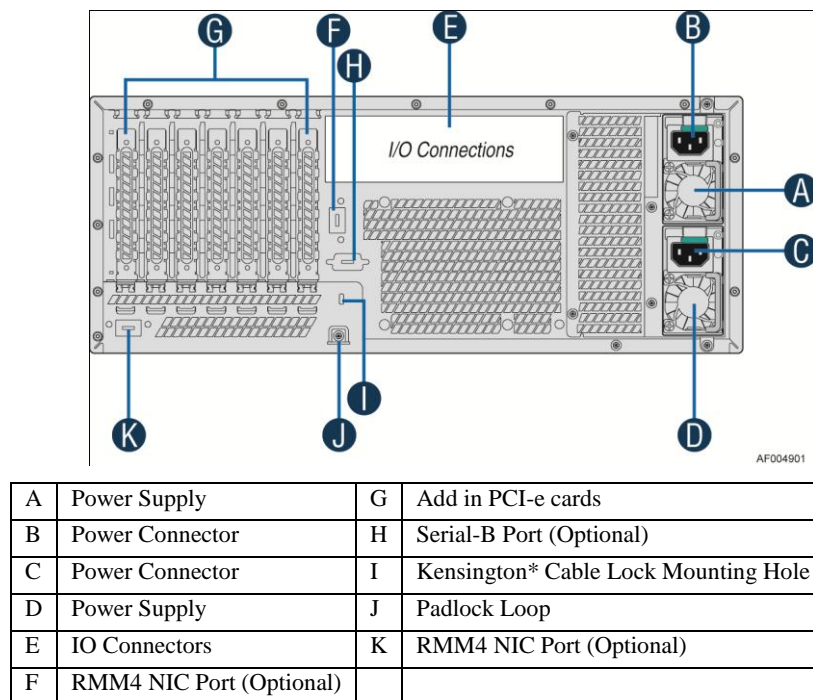 G
F
E
B
H
I/O Connections
A
C
K
J
I
D
AF004901
A Power Supply G Add in PCI-e cards
B Power Connector H Serial-B Port (Optional)
C Power Connector I Kensington* Cable Lock Mounting Hole
D Power Supply J Padlock Loop
E IO Connectors K RMM4 NIC Port (Optional)
F RMM4 NIC Port (Optional)